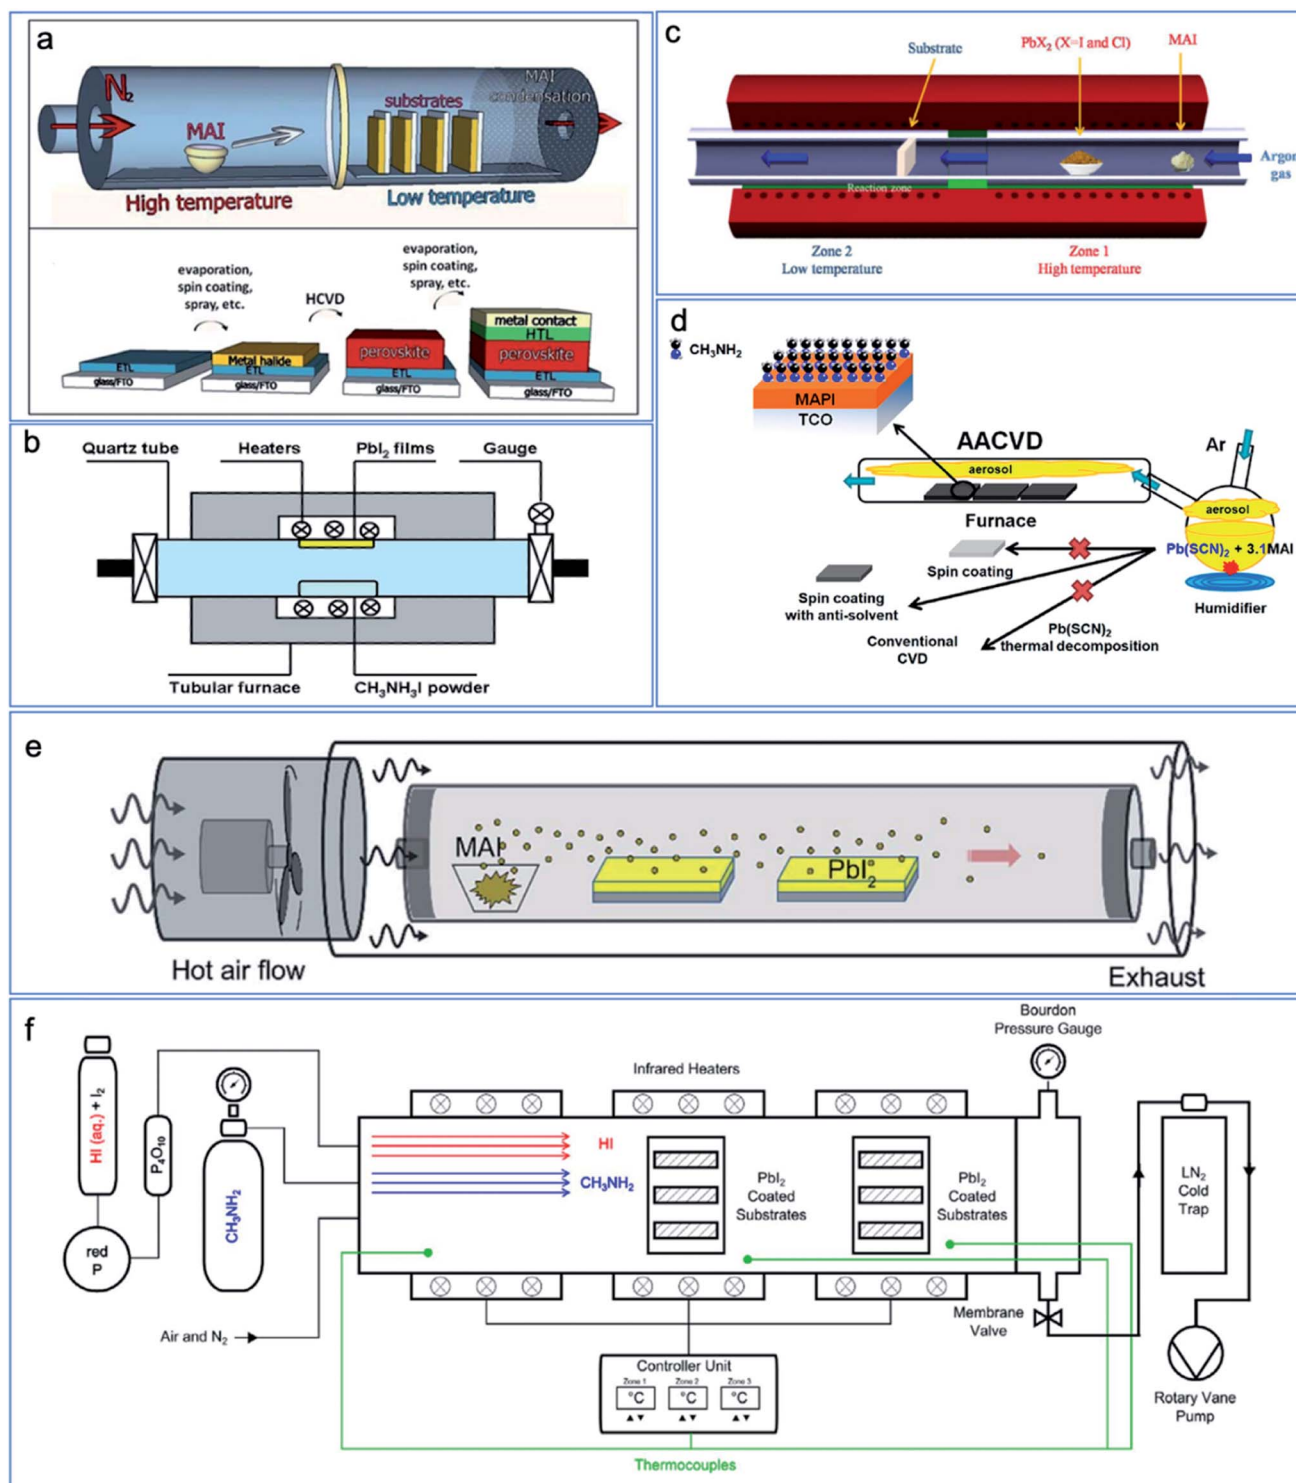 a
N₂
MAI
substrates
MAI
condensation
High temperature
Low temperature
evaporation,
spin coating,
spray, etc.
HCVD
evaporation,
spin coating,
spray, etc.
ETL
glass/FTO
Metal halide
ETL
glass/FTO
perovskite
ETL
glass/FTO
metal contact
HTL
perovskite
ETL
glass/FTO
b
Quartz tube
Heaters
PbI₂ films
Gauge
Tubular furnace
CH₃NH₃I powder
c
Substrate
PbX₂ (X=I and Cl)
MAI
Argon
gas
Reaction zone
Zone 2
Low temperature
Zone 1
High temperature
d
CH₃NH₂
MAPI
TCO
AACVD
aerosol
Furnace
Ar
aerosol
Pb(SCN)₂ + 3.1MAI
Humidifier
Spin coating
Spin coating
with anti-solvent
Conventional
CVD
Pb(SCN)₂
thermal decomposition
e
MAI
PbI₂
Hot air flow
Exhaust
f
HI (aq.) + I₂
P₄O₁₀
CH₃NH₂
red
P
Air and N₂
Infrared Heaters
HI
CH₃NH₂
PbI₂
Coated
Substrates
PbI₂
Coated
Substrates
Bourdon
Pressure Gauge
LN₂
Cold
Trap
Membrane
Valve
Rotary Vane
Pump
Controller Unit
Zone 1
Zone 2
Zone 3
°C
°C
°C
Thermocouples